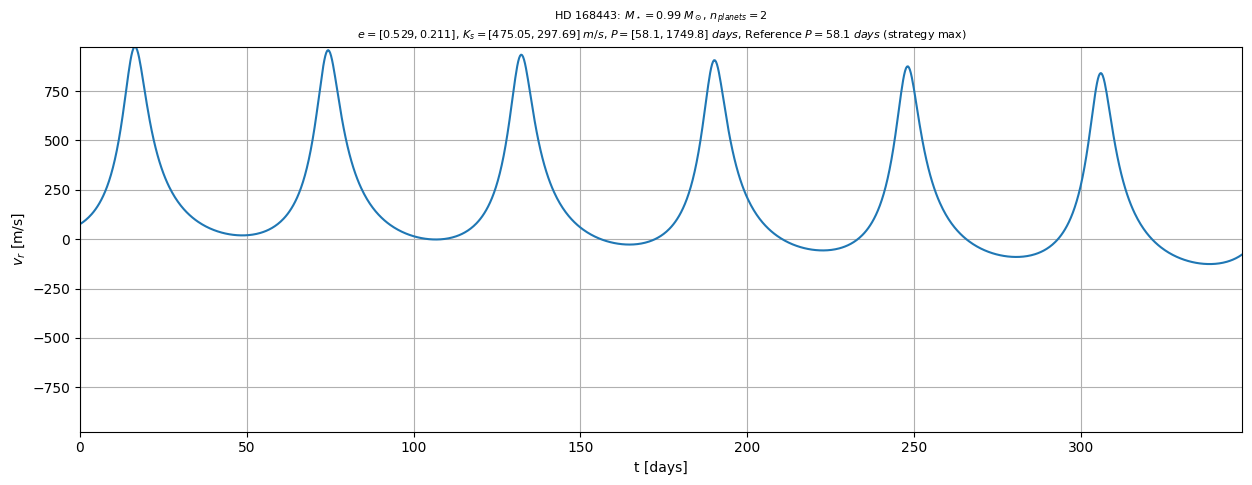 HD 168443: M⋆ = 0.99 M⊙, nplanets = 2
e = [0.529, 0.211], Ks = [475.05, 297.69] m/s, P = [58.1, 1749.8] days, Reference P = 58.1 days (strategy max)
750
500
250
0
−250
−500
−750
vr [m/s]
0 50 100 150 200 250 300
t [days]